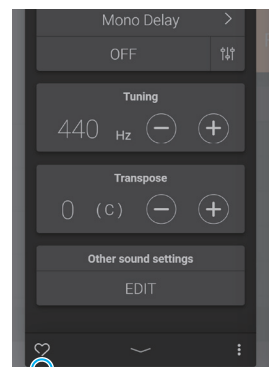 Mono Delay
OFF
Tuning
440 Hz
Transpose
0 (C)
Other sound settings
EDIT